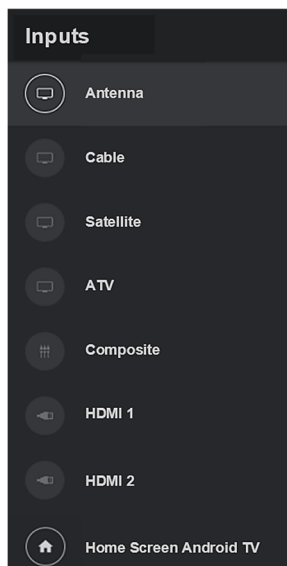 Inputs
Antenna
Cable
Satellite
ATV
Composite
HDMI 1
HDMI 2
Home Screen Android TV